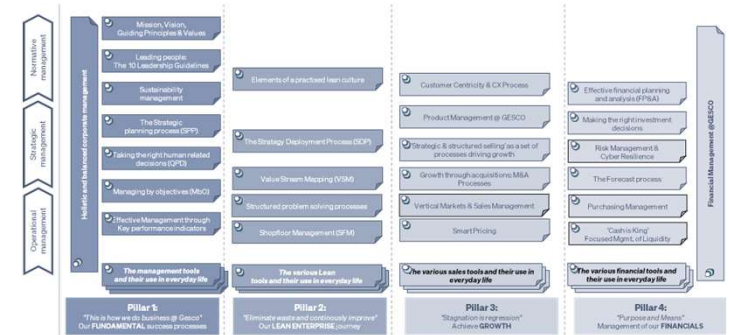 Normative
management
Strategic
management
Operational
management
Holistic and balanced corporate management
Mission, Vision,
Guiding Principles & Values
Leading people:
The 10 Leadership Guidelines
Sustainability
management
The Strategic
planning process (SPP)
Taking the right human related
decisions (QPD)
Managing by objectives (MbO)
Effective Management through
Key performance indicators
The management tools
and their use in everyday life
Pillar 1:
"This is how we do business @ Gesco"
Our FUNDAMENTAL success processes
Elements of a practised lean culture
The Strategy Deployment Process (SDP)
Value Stream Mapping (VSM)
Structured problem solving processes
Shopfloor Management (SFM)
The various Lean
tools and their use in everyday life
Pillar 2:
"Eliminate waste and continously improve"
Our LEAN ENTERPRISE journey
Customer Centricity & CX Process
Product Management @ GESCO
'Strategic & structured selling' as a set of
processes driving growth
Growth through acquisitions: M&A
Processes
Vertical Markets & Sales Management
Smart Pricing
The various sales tools and their use in
everyday life
Pillar 3:
"Stagnation is regression"
Achieve GROWTH
Effective financial planning
and analysis (FP&A)
Making the right investment
decisions
Risk Management &
Cyber Resilience
The Forecast process
Purchasing Management
'Cash is King'
Focused Mgmt. of Liquidity
The various financial tools and
their use in everyday life
Pillar 4:
"Purpose and Means"
Management of our FINANCIALS
Financial Management @GESCO